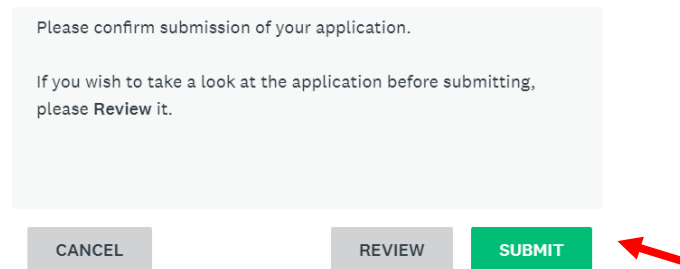 Please confirm submission of your application.
If you wish to take a look at the application before submitting,
please Review it.
CANCEL REVIEW SUBMIT